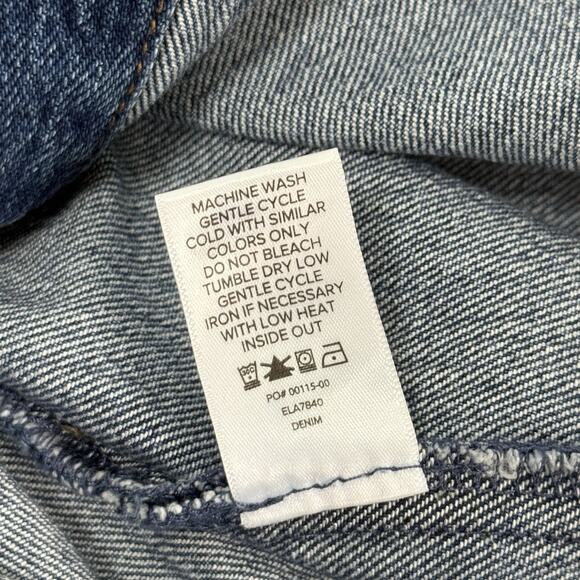 MACHINE WASH
GENTLE CYCLE
COLD WITH SIMILAR
COLORS ONLY
DO NOT BLEACH
TUMBLE DRY LOW
GENTLE CYCLE
IRON IF NECESSARY
WITH LOW HEAT
INSIDE OUT
PO# 00115-00
ELA7840
DENIM